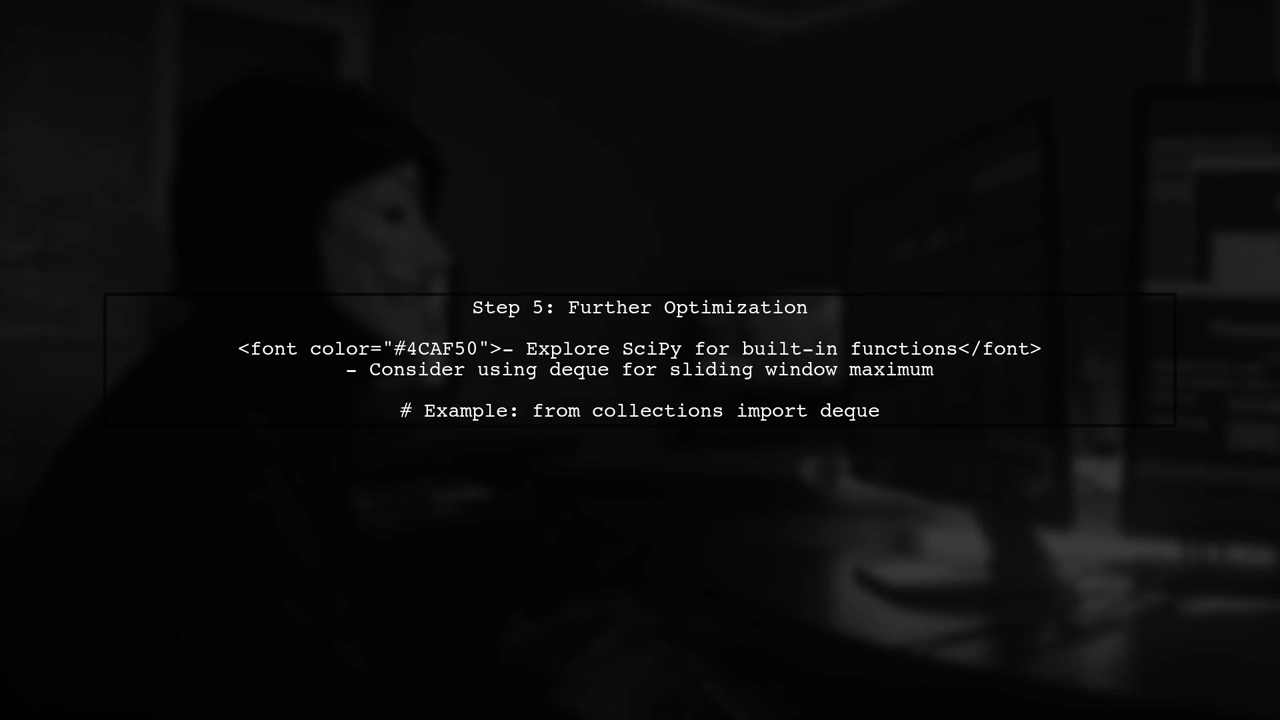 Step 5: Further Optimization
<font color="#4CAF50">- Explore SciPy for built-in functions</font>
- Consider using deque for sliding window maximum
# Example: from collections import deque